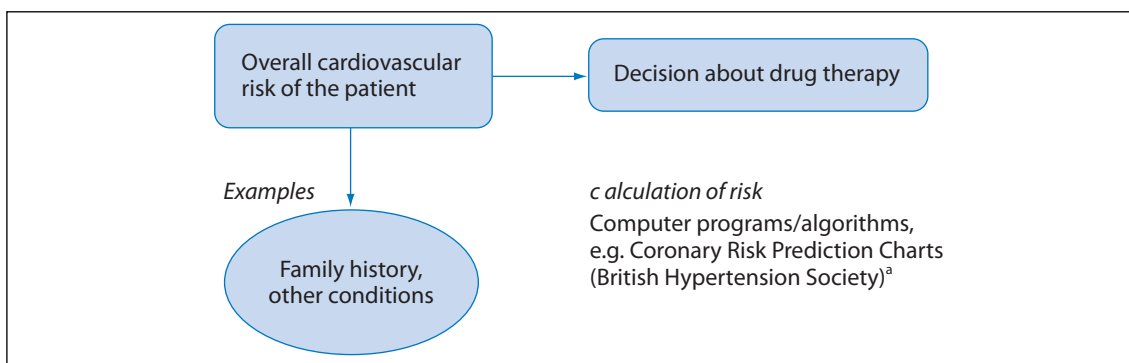 Overall cardiovascular
risk of the patient
Decision about drug therapy
Examples
Family history,
other conditions
c alculation of risk
Computer programs/algorithms,
e.g. Coronary Risk Prediction Charts
(British Hypertension Society)a